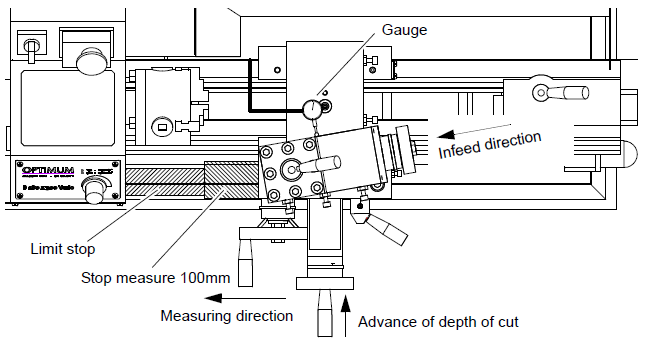 Gauge
Infeed direction
OPTIMUM
Limit stop
Stop measure 100mm
Measuring direction
Advance of depth of cut